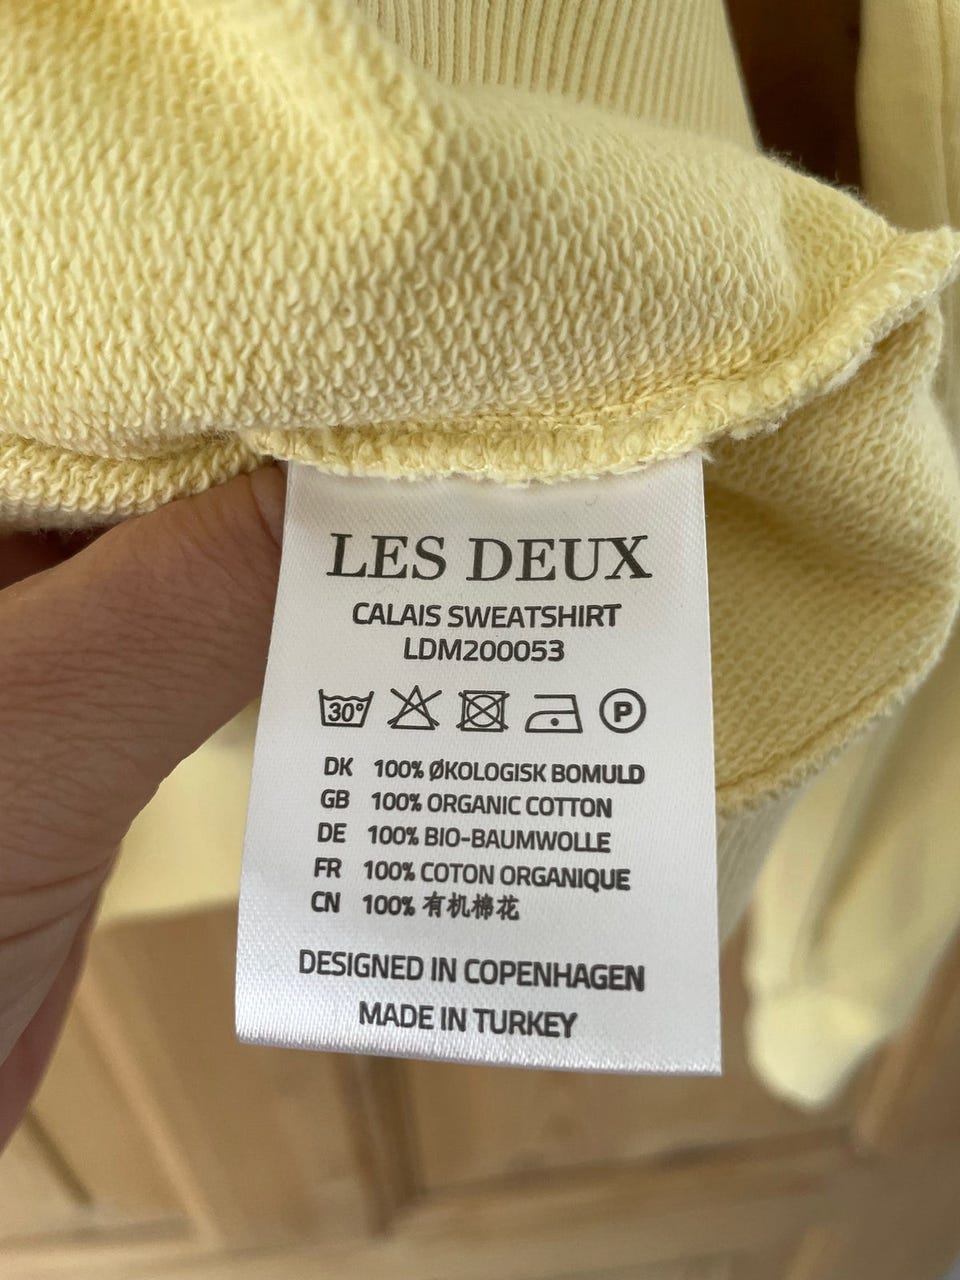 LES DEUX
CALAIS SWEATSHIRT
LDM200053
30° P
DK 100% ØKOLOGISK BOMULD
GB 100% ORGANIC COTTON
DE 100% BIO-BAUMWOLLE
FR 100% COTON ORGANIQUE
CN 100% 有机棉花
DESIGNED IN COPENHAGEN
MADE IN TURKEY